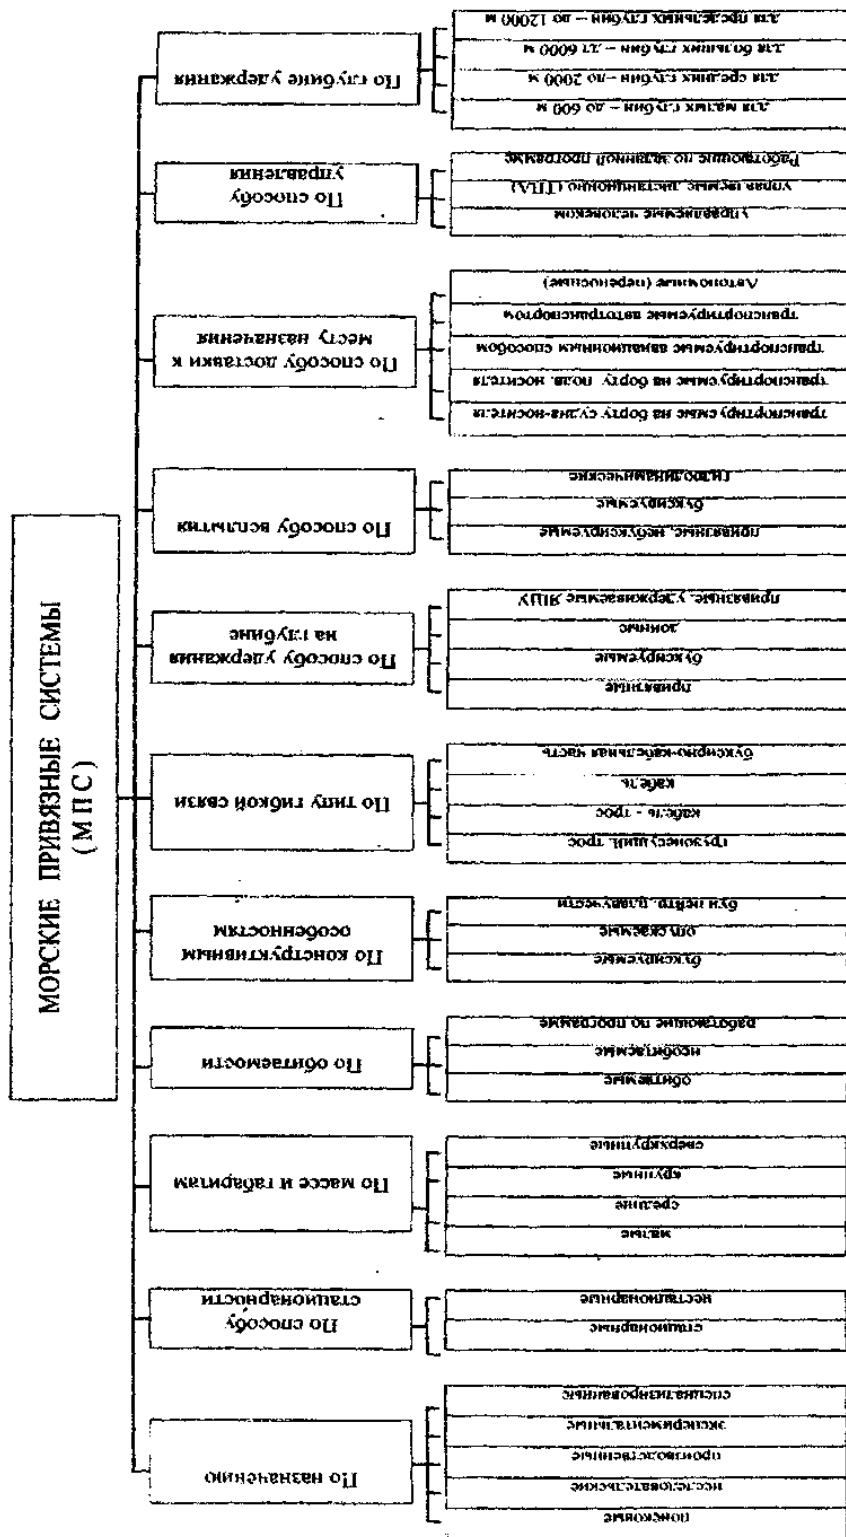 МОРСКИЕ ПРИВЯЗНЫЕ СИСТЕМЫ
(МПС)
По назначению
поисковые
исследовательские
производственные
экспериментальные
специализированные
По способу
стационарности
стационарные
нестационарные
По массе и габаритам
малые
средние
крупные
сверхкрупные
По обитаемости
обитаемые
необитаемые
работающие по программе
По конструктивным
особенностям
буксируемые
опускаемые
бун нейтр. плавучести
По типу гибкой связи
грузонесущий трос
кабель - трос
кабель
буксирно-кабельная часть
По способу удержания
на глубине
привязные
буксируемые
донные
привязные, удерживаемые ЯЩУ
По способу всплытия
привязные, небуксируемые
буксируемые
гидродинамические
По способу доставки к
месту назначения
транспортируемые на борту судна-носителя
транспортируемые на борту подв. носителя
транспортируемые авиационным способом
транспортируемые автотранспортом
Автономные (переносные)
По способу
управления
управляемые человеком
управляемые дистанционно (ТПА)
Работающие по заданной программе
По глубине удержания
для малых глубин – до 600 м
для средних глубин – до 2000 м
для больших глубин – до 6000 м
для предельных глубин – до 12000 м